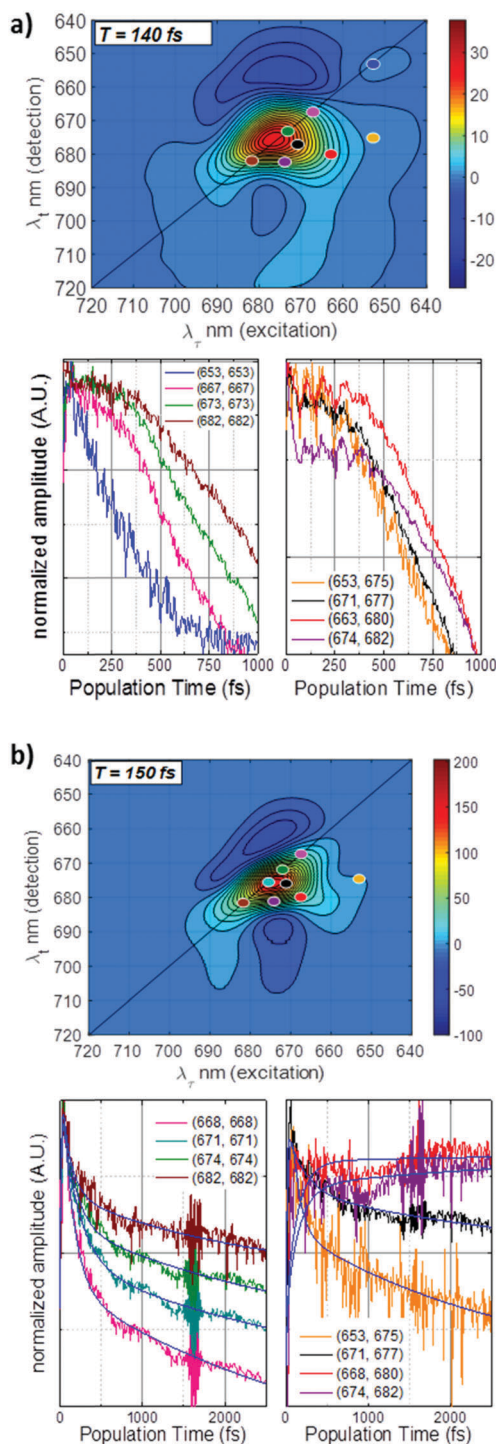 a)
T = 140 fs
640
650
660
670
680
690
700
710
720
λt nm (detection)
720 710 700 690 680 670 660 650 640
λτ nm (excitation)
30
20
10
0
-10
-20
normalized amplitude (A.U.)
(653, 653)
(667, 667)
(673, 673)
(682, 682)
0 250 500 750 1000
Population Time (fs)
(653, 675)
(671, 677)
(663, 680)
(674, 682)
0 250 500 750 1000
Population Time (fs)
b)
T = 150 fs
640
650
660
670
680
690
700
710
720
λt nm (detection)
720 710 700 690 680 670 660 650 640
λτ nm (excitation)
200
150
100
50
0
-50
-100
normalized amplitude (A.U.)
(668, 668)
(671, 671)
(674, 674)
(682, 682)
0 1000 2000
Population Time (fs)
(653, 675)
(671, 677)
(668, 680)
(674, 682)
0 1000 2000
Population Time (fs)